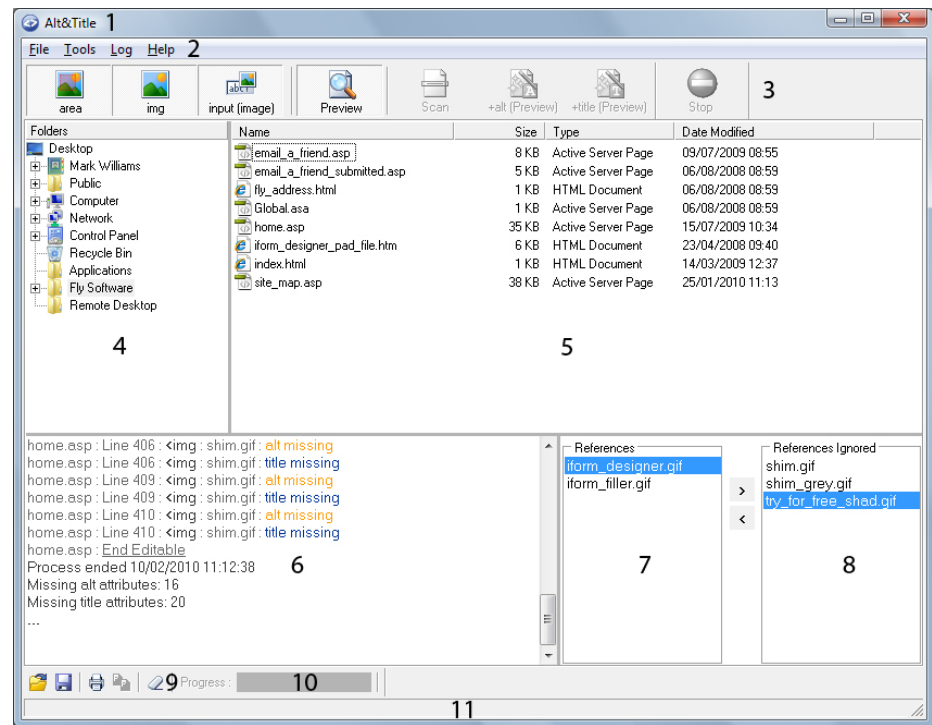 Alt&Title 1
File Tools Log Help 2
area img input (image) Preview Scan +alt (Preview) +title (Preview) Stop 3
Folders
Desktop
Mark Williams
Public
Computer
Network
Control Panel
Recycle Bin
Applications
Fly Software
Remote Desktop
4
Name Size Type Date Modified
email_a_friend.asp 8 KB Active Server Page 09/07/2009 08:55
email_a_friend_submitted.asp 5 KB Active Server Page 06/08/2008 08:59
fly_address.html 1 KB HTML Document 06/08/2008 08:59
Global.asa 1 KB Active Server Page 06/08/2008 08:59
home.asp 35 KB Active Server Page 15/07/2009 10:34
iform_designer_pad_file.htm 6 KB HTML Document 23/04/2008 09:40
index.html 1 KB HTML Document 14/03/2009 12:37
site_map.asp 38 KB Active Server Page 25/01/2010 11:13
5
home.asp : Line 406 : <img : shim.gif : alt missing
home.asp : Line 406 : <img : shim.gif : title missing
home.asp : Line 409 : <img : shim.gif : alt missing
home.asp : Line 409 : <img : shim.gif : title missing
home.asp : Line 410 : <img : shim.gif : alt missing
home.asp : Line 410 : <img : shim.gif : title missing
home.asp : End Editable
Process ended 10/02/2010 11:12:38 6
Missing alt attributes: 16
Missing title attributes: 20
...
References
iform_designer.gif
iform_filler.gif
7
>
<
References Ignored
shim.gif
shim_grey.gif
try_for_free_shad.gif
8
9 Progress : 10
11